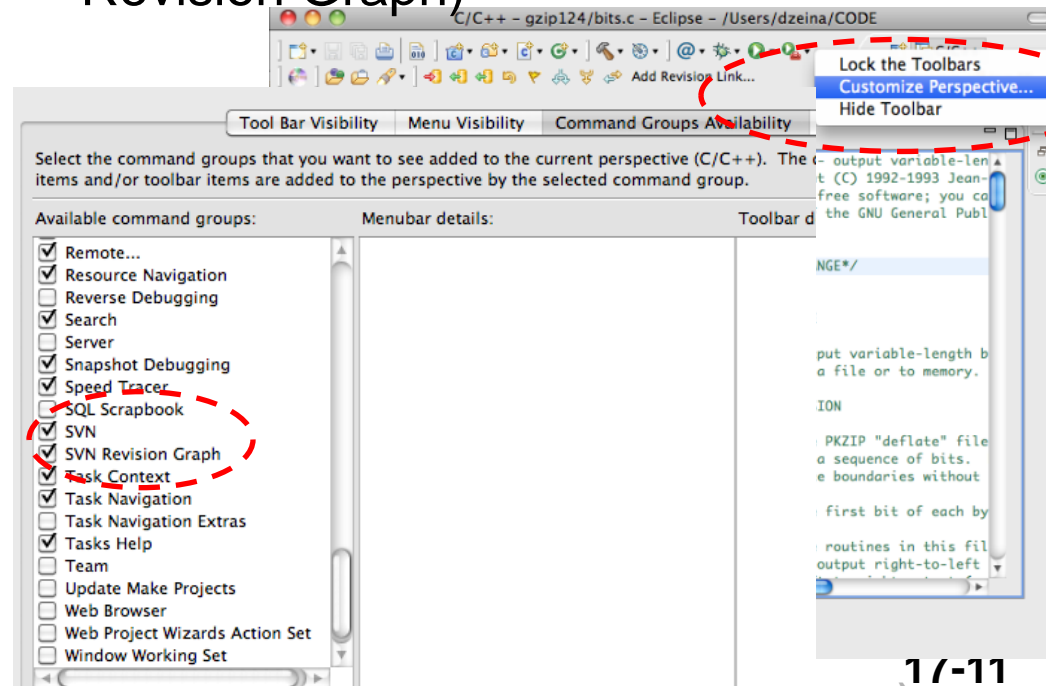 Revision Graph)
C/C++ – gzip124/bits.c – Eclipse – /Users/dzeina/CODE
Add Revision Link...
Lock the Toolbars
Customize Perspective...
Hide Toolbar
Tool Bar Visibility Menu Visibility Command Groups Availability
Select the command groups that you want to see added to the current perspective (C/C++). The
items and/or toolbar items are added to the perspective by the selected command group.
Available command groups: Menubar details: Toolbar d
Remote...
Resource Navigation
Reverse Debugging
Search
Server
Snapshot Debugging
Speed Tracer
SQL Scrapbook
SVN
SVN Revision Graph
Task Context
Task Navigation
Task Navigation Extras
Tasks Help
Team
Update Make Projects
Web Browser
Web Project Wizards Action Set
Window Working Set
- output variable-len
t (C) 1992-1993 Jean-
free software; you ca
the GNU General Publ
NGE*/
put variable-length b
a file or to memory.
ION
PKZIP "deflate" file
a sequence of bits.
e boundaries without
first bit of each by
routines in this fil
output right-to-left
17-11